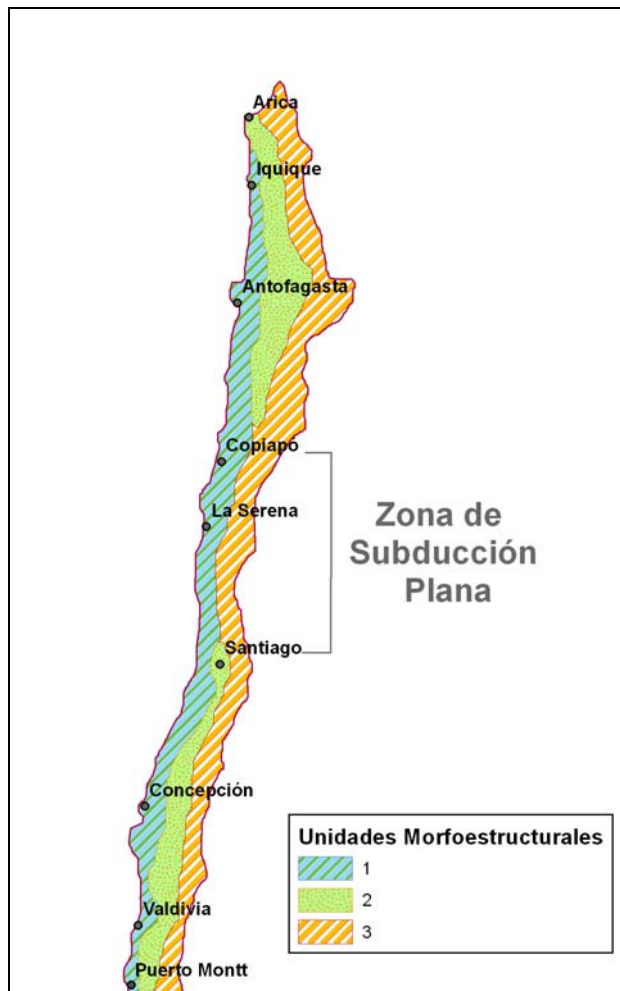 Arica
Iquique
Antofagasta
Copiapó
La Serena
Zona de
Subducción
Plana
Santiago
Concepción
Unidades Morfoestructurales
1
2
3
Valdivia
Puerto Montt